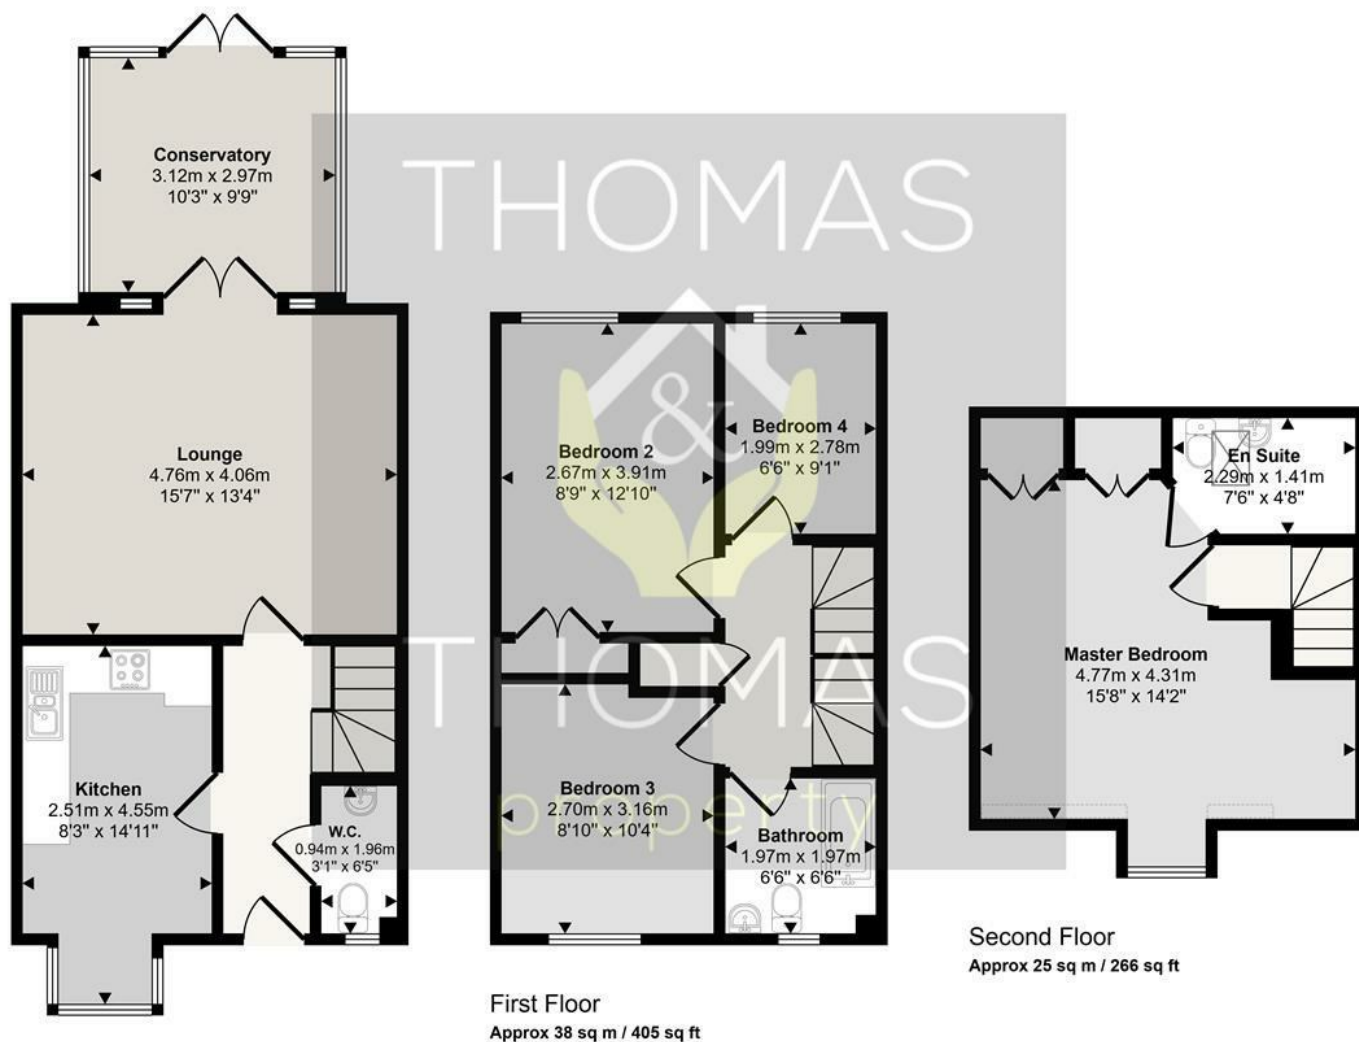 THOMAS
&
THOMAS
property
Conservatory
3.12m x 2.97m
10'3" x 9'9"
Lounge
4.76m x 4.06m
15'7" x 13'4"
Kitchen
2.51m x 4.55m
8'3" x 14'11"
W.C.
0.94m x 1.96m
3'1" x 6'5"
Bedroom 2
2.67m x 3.91m
8'9" x 12'10"
Bedroom 4
1.99m x 2.78m
6'6" x 9'1"
Bedroom 3
2.70m x 3.16m
8'10" x 10'4"
Bathroom
1.97m x 1.97m
6'6" x 6'6"
First Floor
Approx 38 sq m / 405 sq ft
En Suite
2.29m x 1.41m
7'6" x 4'8"
Master Bedroom
4.77m x 4.31m
15'8" x 14'2"
Second Floor
Approx 25 sq m / 266 sq ft